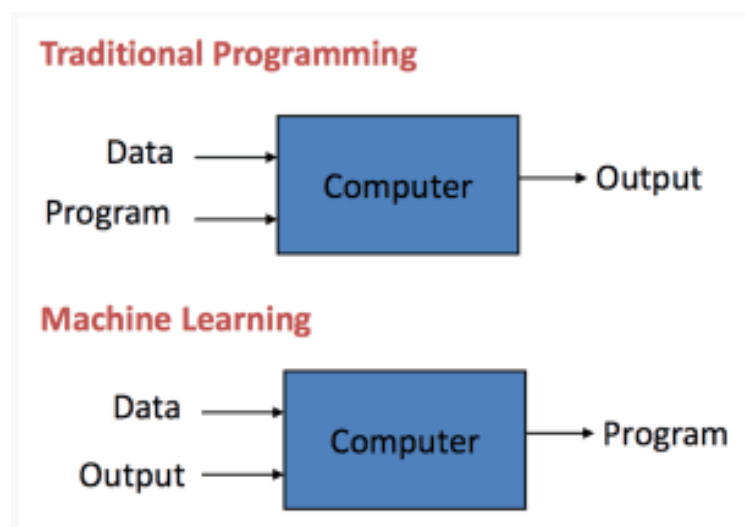 Traditional Programming
Data
Program
Computer
Output
Machine Learning
Data
Output
Computer
Program